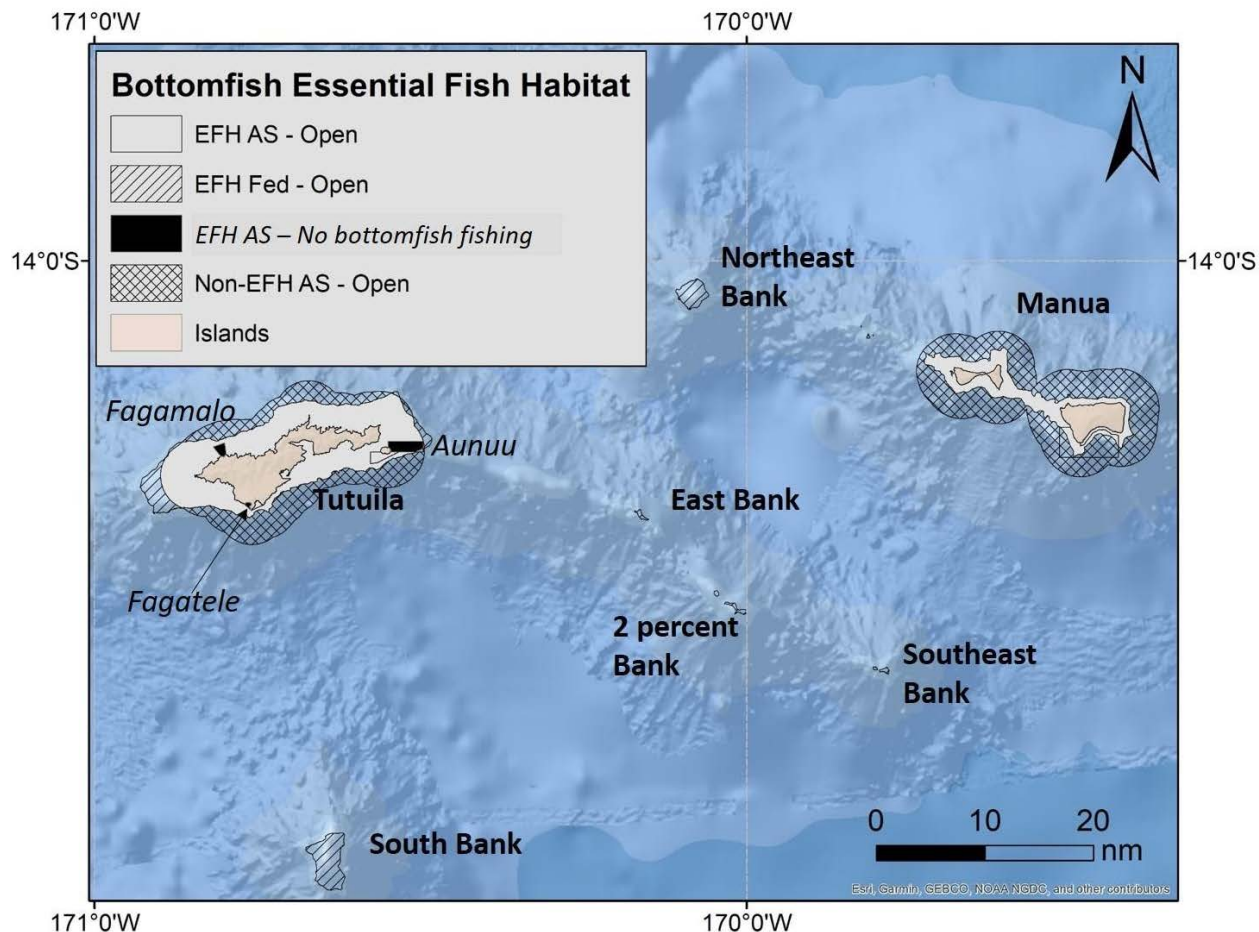 171°0'W
170°0'W
Bottomfish Essential Fish Habitat
EFH AS - Open
EFH Fed - Open
EFH AS – No bottomfish fishing
Non-EFH AS - Open
Islands
N
14°0'S
14°0'S
Northeast
Bank
Manua
Fagamalo
Aunuu
Tutuila
East Bank
Fagatele
2 percent
Bank
Southeast
Bank
South Bank
0 10 20
nm
Esri, Garmin, GEBCO, NOAA NGDC, and other contributors
171°0'W
170°0'W